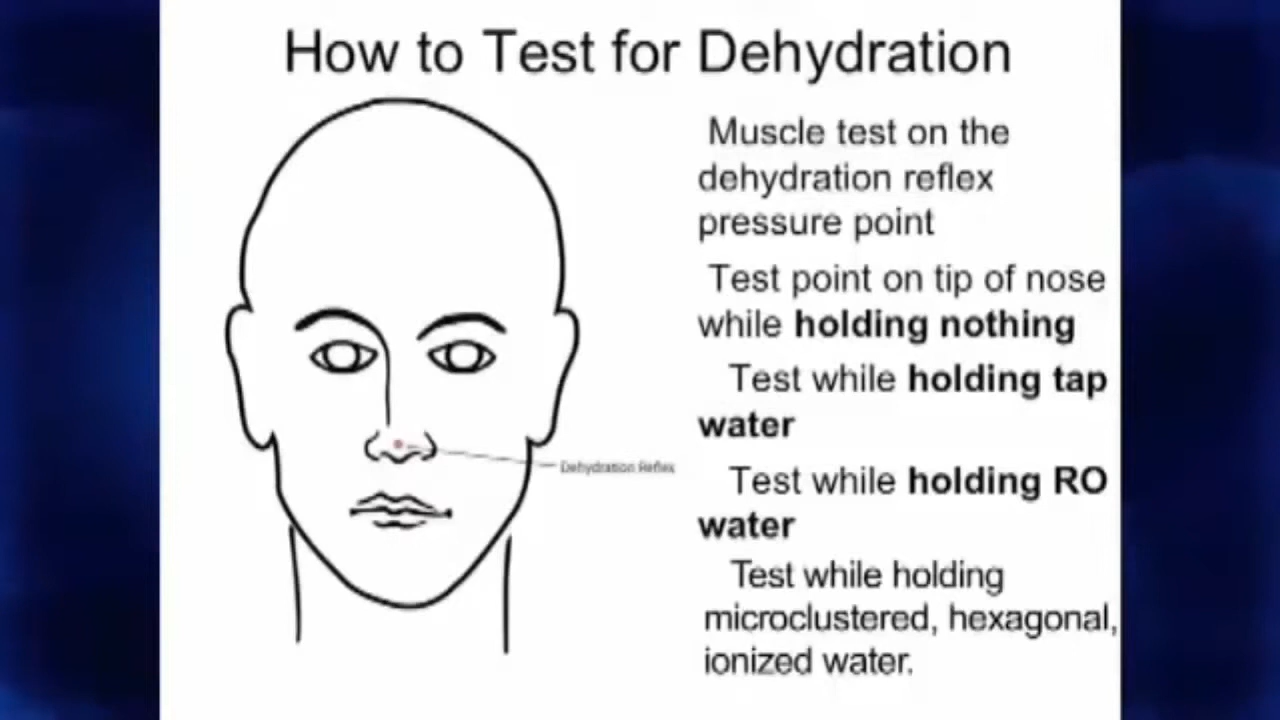 How to Test for Dehydration
Muscle test on the
dehydration reflex
pressure point
Test point on tip of nose
while holding nothing
Test while holding tap
water
Dehydration Reflex
Test while holding RO
water
Test while holding
microclustered, hexagonal,
ionized water.